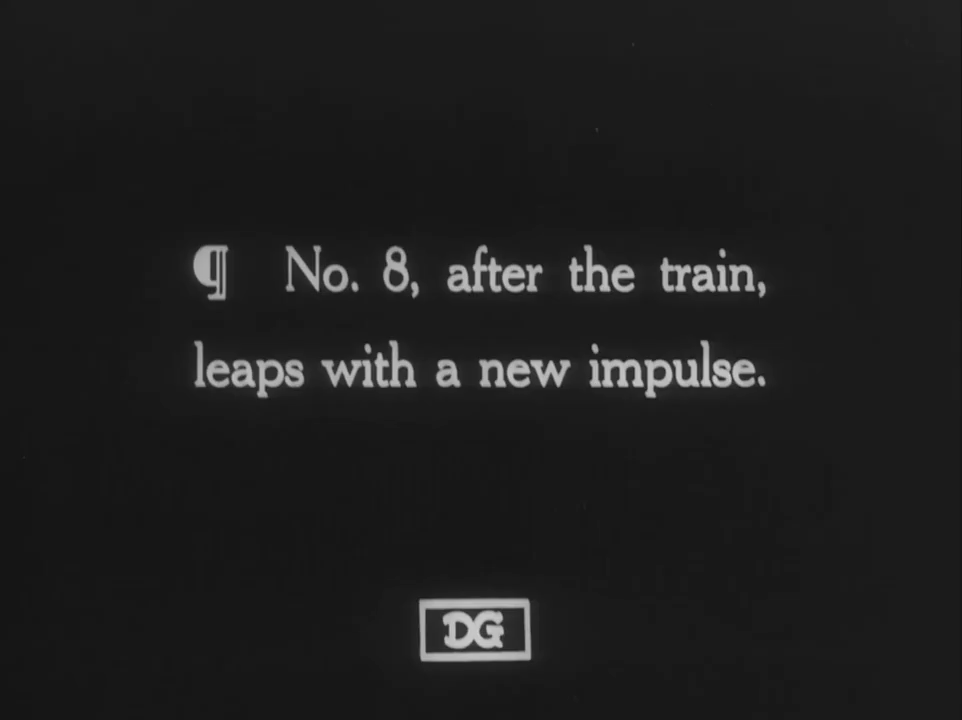 ¶ No. 8, after the train,
leaps with a new impulse.
DG